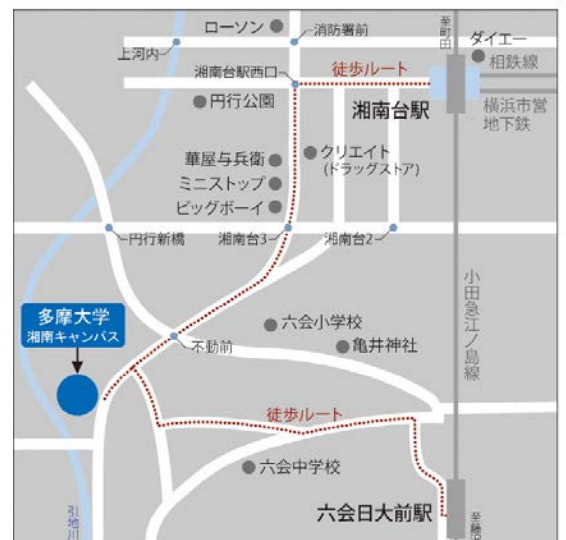 ローソン
消防署前
至町田
ダイエー
上河内
相鉄線
湘南台駅西口
徒歩ルート
円行公園
湘南台駅
横浜市営
地下鉄
華屋与兵衛
クリエイト
(ドラッグストア)
ミニストップ
ビッグボーイ
円行新橋
湘南台3
湘南台2
小田急江ノ島線
多摩大学
湘南キャンパス
六会小学校
不動前
亀井神社
徒歩ルート
六会中学校
引地川
六会日大前駅
至藤沢